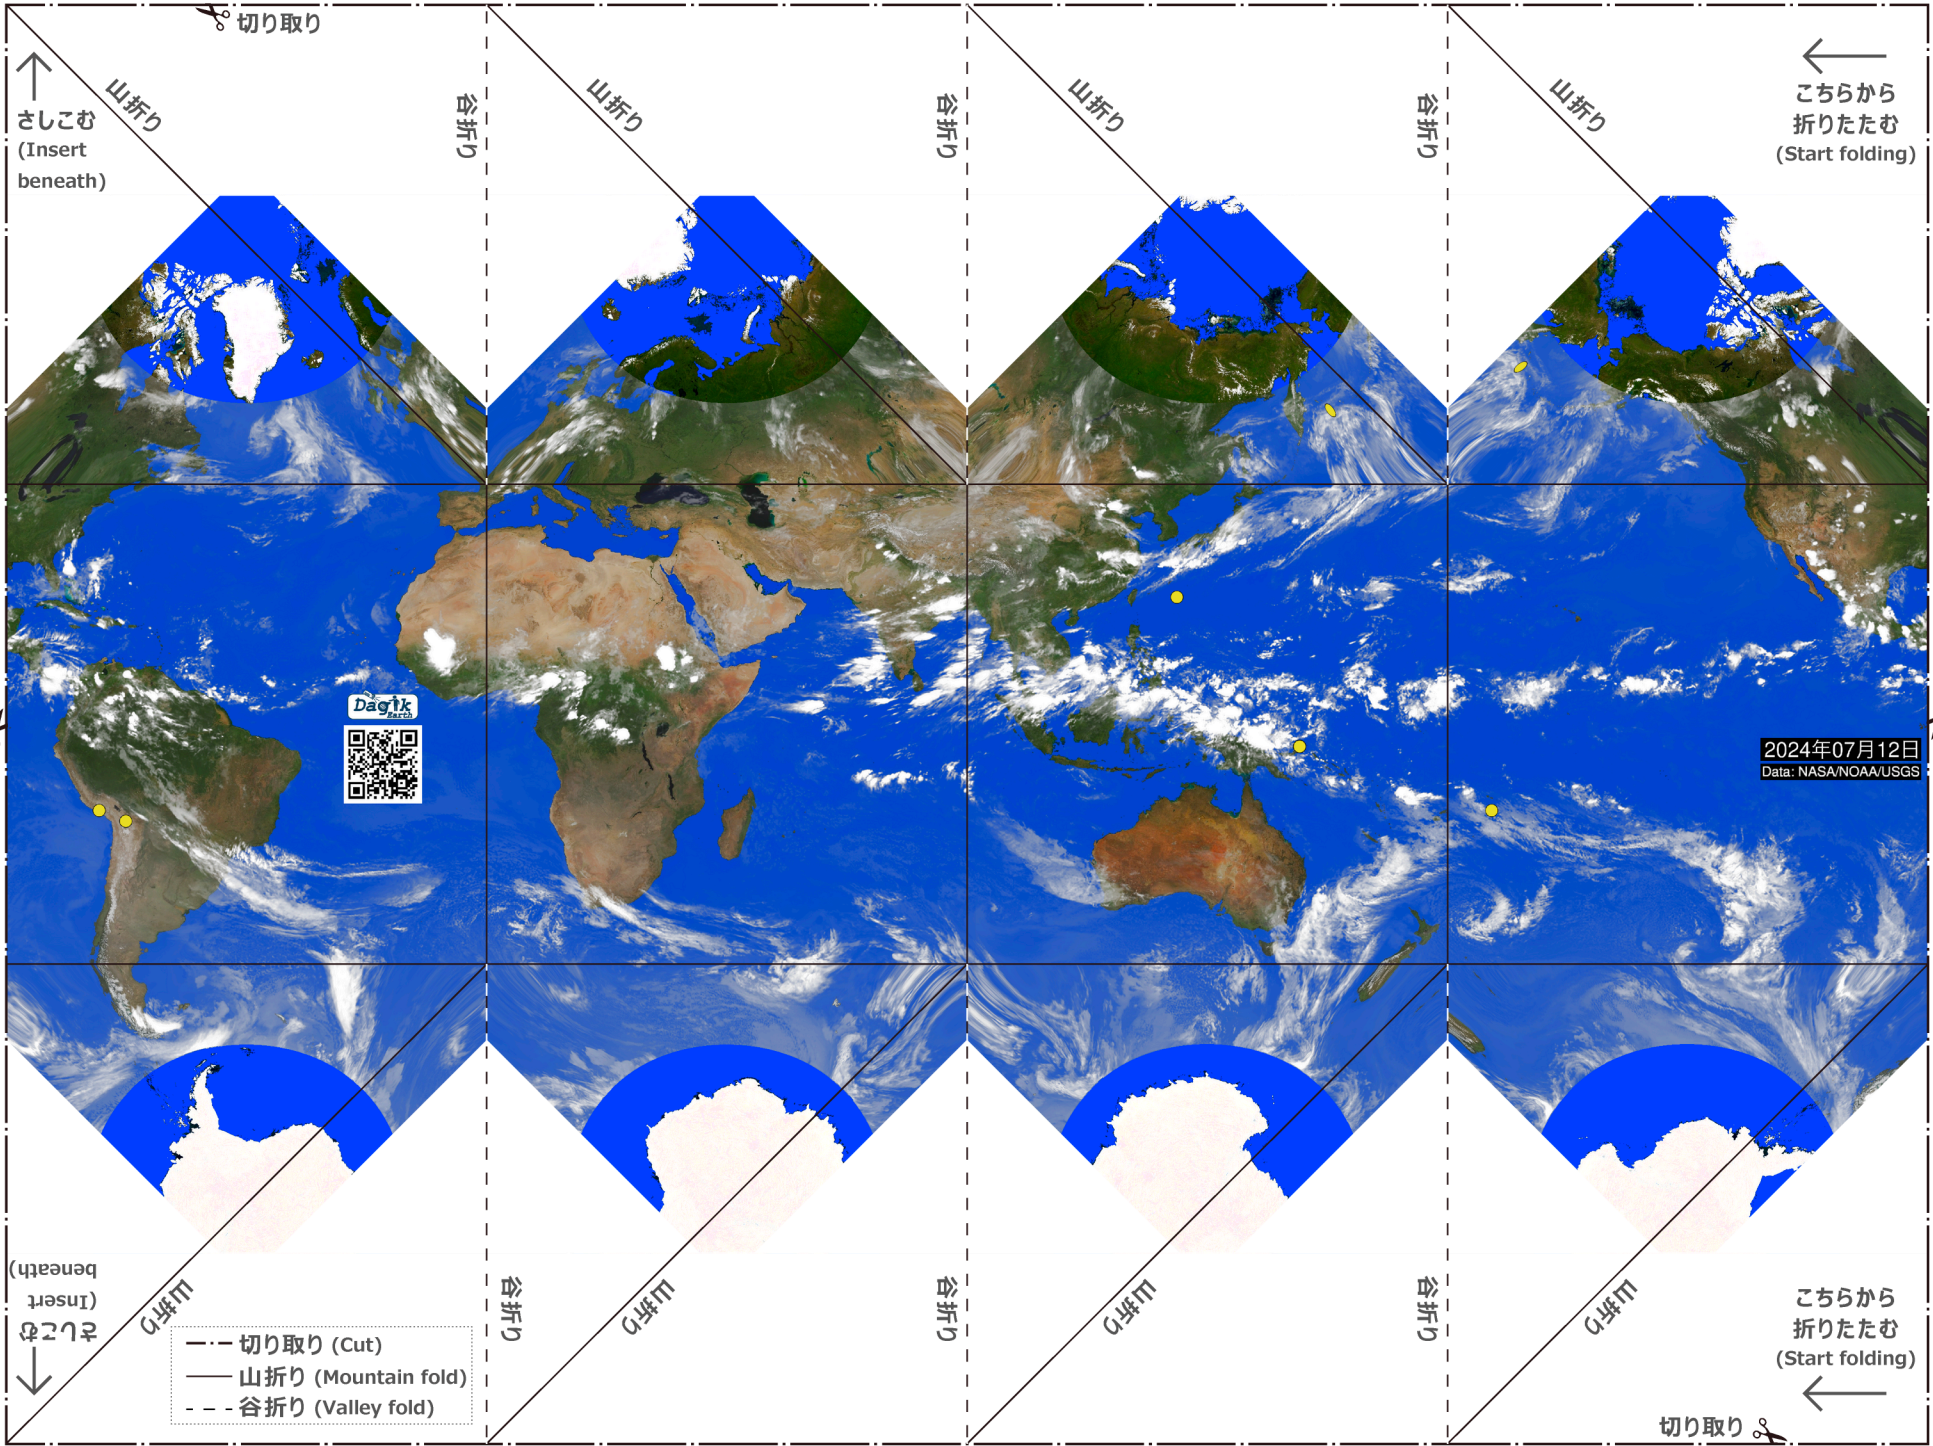 切り取り
さしこむ
(Insert
beneath)
山折り
谷折り
山折り
谷折り
山折り
谷折り
山折り
こちらから
折りたたむ
(Start folding)
Dagik
Earth
2024年07月12日
Data: NASA/NOAA/USGS
さしこむ
(Insert
beneath)
山折り
谷折り
山折り
谷折り
山折り
谷折り
山折り
こちらから
折りたたむ
(Start folding)
切り取り (Cut)
山折り (Mountain fold)
谷折り (Valley fold)
切り取り